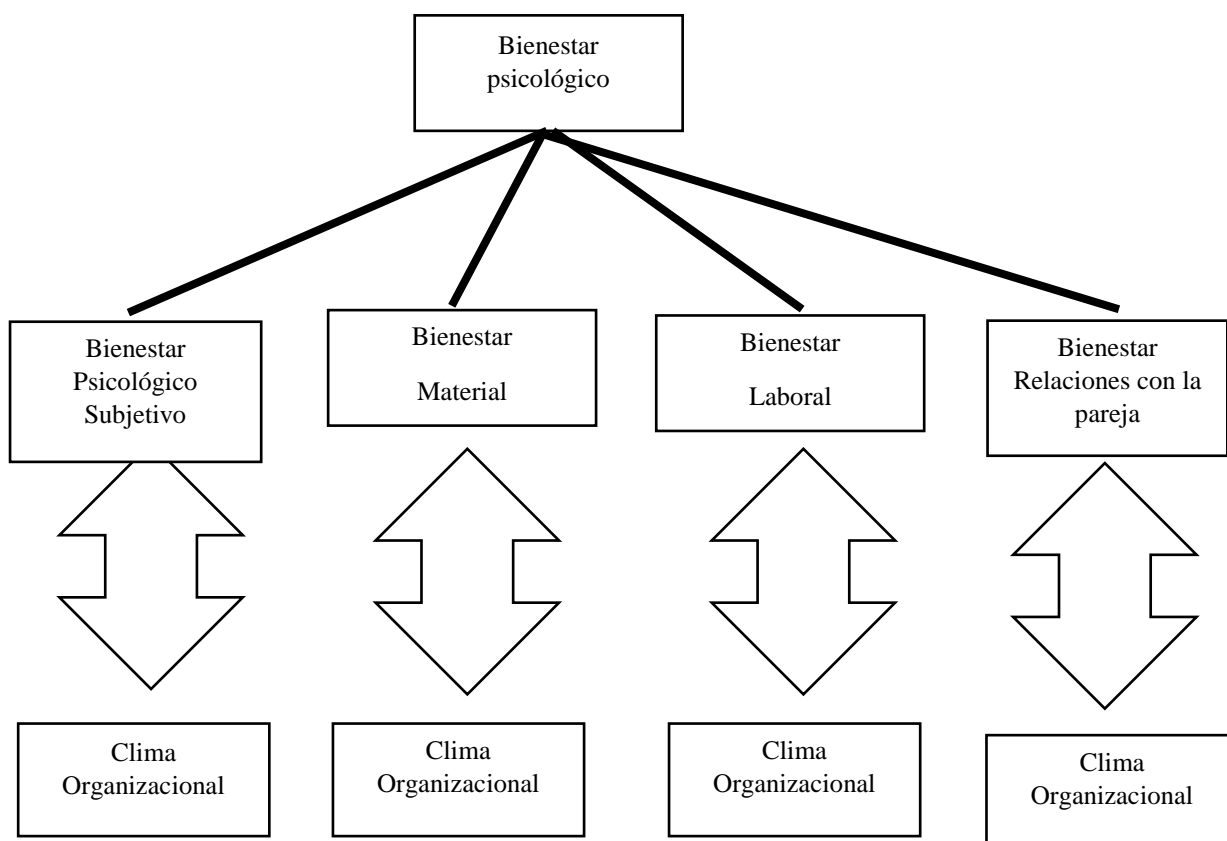 Bienestar
psicológico
Bienestar
Psicológico
Subjetivo
Bienestar
Material
Bienestar
Laboral
Bienestar
Relaciones con la
pareja
Clima
Organizacional
Clima
Organizacional
Clima
Organizacional
Clima
Organizacional